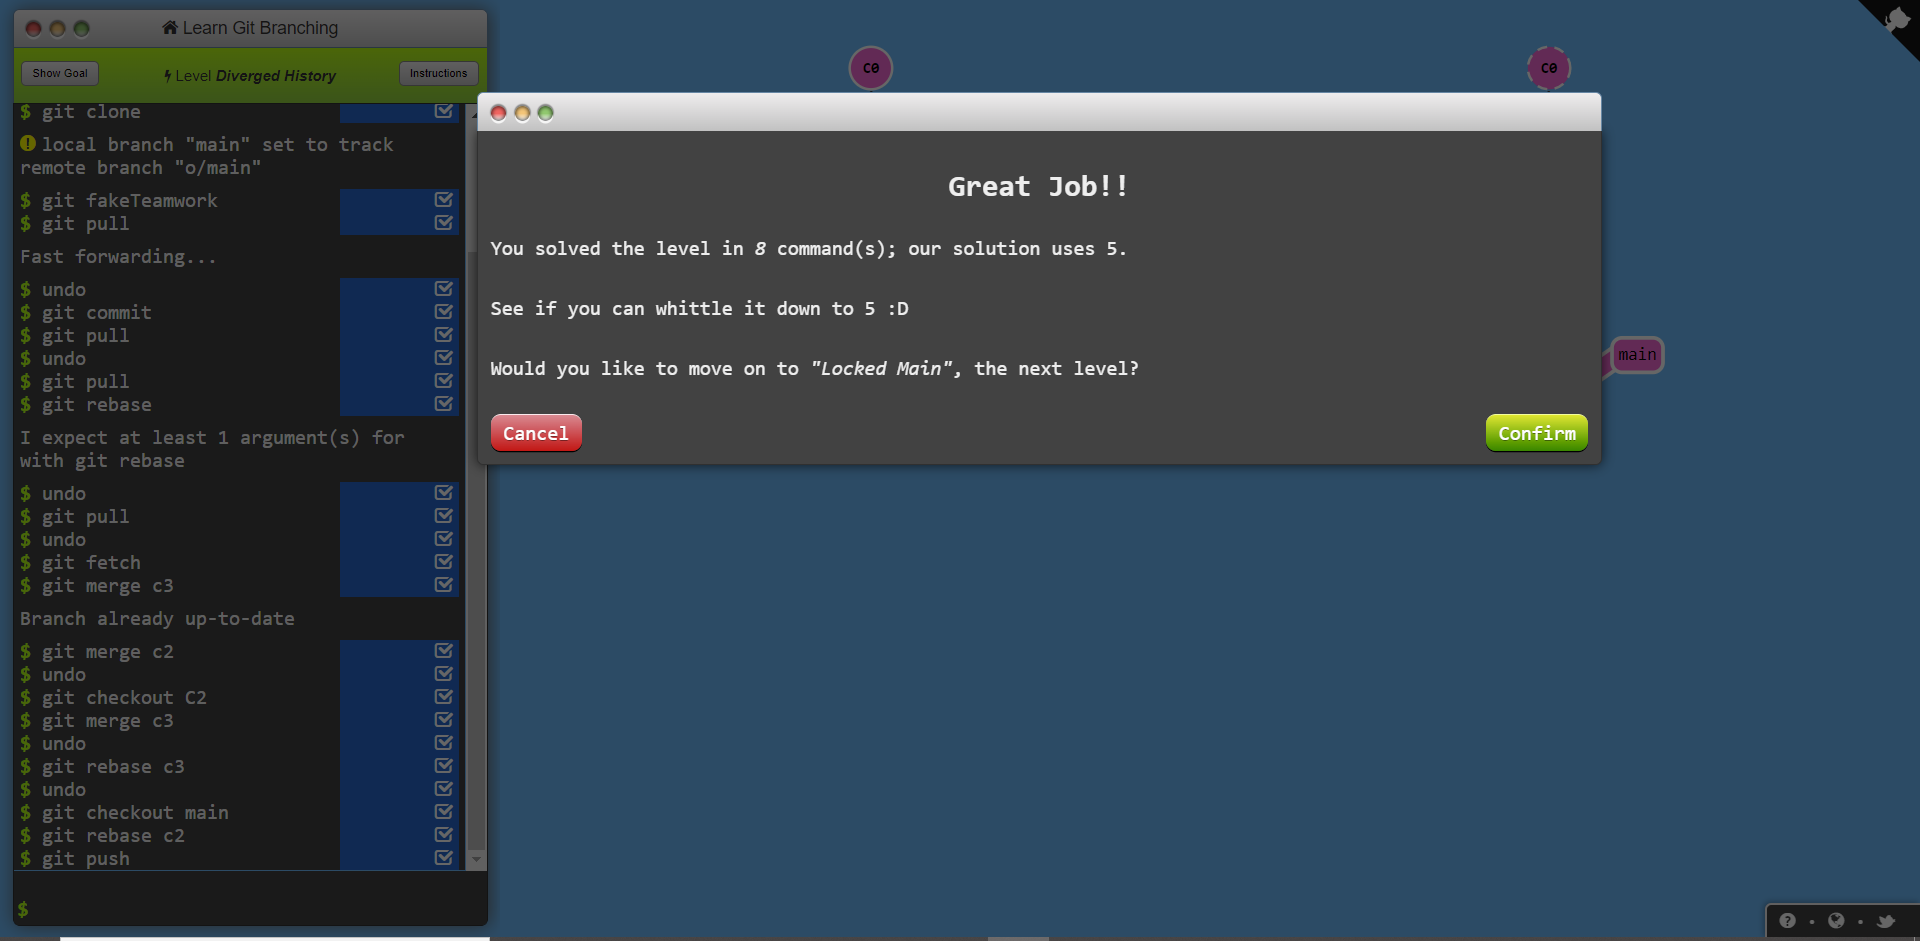 Learn Git Branching
Show Goal
Level Diverged History
Instructions
$ git clone
local branch "main" set to track
remote branch "o/main"
$ git fakeTeamwork
$ git pull
Fast forwarding...
$ undo
$ git commit
$ git pull
$ undo
$ git pull
$ git rebase
I expect at least 1 argument(s) for
with git rebase
$ undo
$ git pull
$ undo
$ git fetch
$ git merge c3
Branch already up-to-date
$ git merge c2
$ undo
$ git checkout C2
$ git merge c3
$ undo
$ git rebase c3
$ undo
$ git checkout main
$ git rebase c2
$ git push
$
C0
C0
Great Job!!
You solved the level in 8 command(s); our solution uses 5.
See if you can whittle it down to 5 :D
Would you like to move on to "Locked Main", the next level?
Cancel
Confirm
main